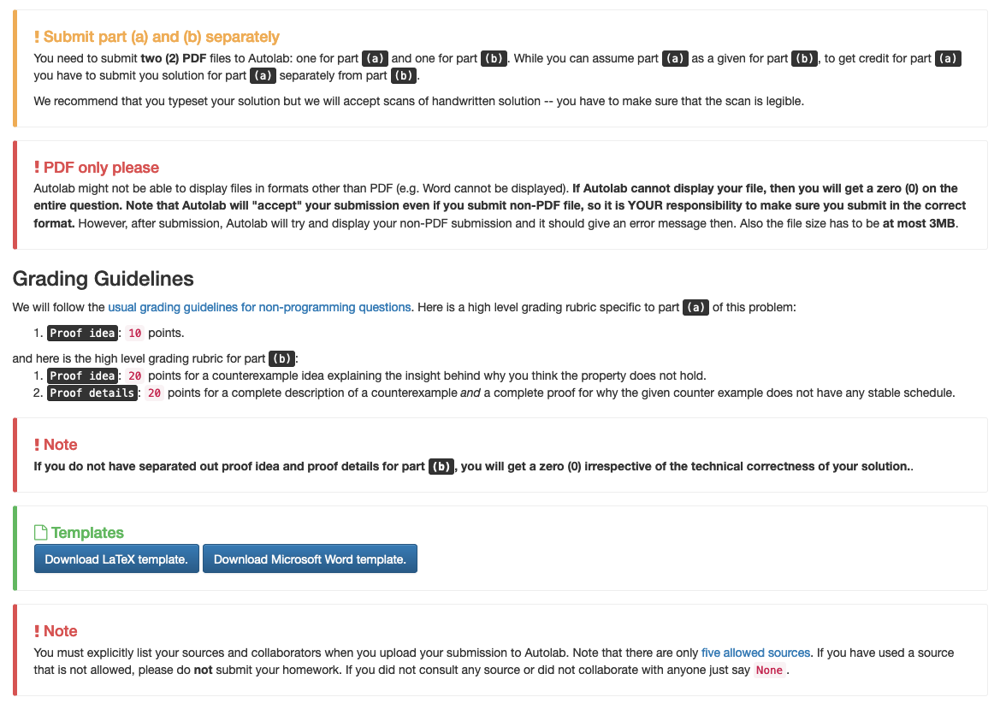 ! Submit part (a) and (b) separately
You need to submit two (2) PDF files to Autolab: one for part (a) and one for part (b). While you can assume part (a) as a given for part (b), to get credit for part (a)
you have to submit you solution for part (a) separately from part (b).
We recommend that you typeset your solution but we will accept scans of handwritten solution -- you have to make sure that the scan is legible.
! PDF only please
Autolab might not be able to display files in formats other than PDF (e.g. Word cannot be displayed). If Autolab cannot display your file, then you will get a zero (0) on the
entire question. Note that Autolab will "accept" your submission even if you submit non-PDF file, so it is YOUR responsibility to make sure you submit in the correct
format. However, after submission, Autolab will try and display your non-PDF submission and it should give an error message then. Also the file size has to be at most 3MB.
Grading Guidelines
We will follow the usual grading guidelines for non-programming questions. Here is a high level grading rubric specific to part (a) of this problem:
1. Proof idea: 10 points.
and here is the high level grading rubric for part (b):
1. Proof idea: 20 points for a counterexample idea explaining the insight behind why you think the property does not hold.
2. Proof details: 20 points for a complete description of a counterexample and a complete proof for why the given counter example does not have any stable schedule.
! Note
If you do not have separated out proof idea and proof details for part (b), you will get a zero (0) irrespective of the technical correctness of your solution..
Templates
Download LaTeX template. Download Microsoft Word template.
! Note
You must explicitly list your sources and collaborators when you upload your submission to Autolab. Note that there are only five allowed sources. If you have used a source
that is not allowed, please do not submit your homework. If you did not consult any source or did not collaborate with anyone just say None.